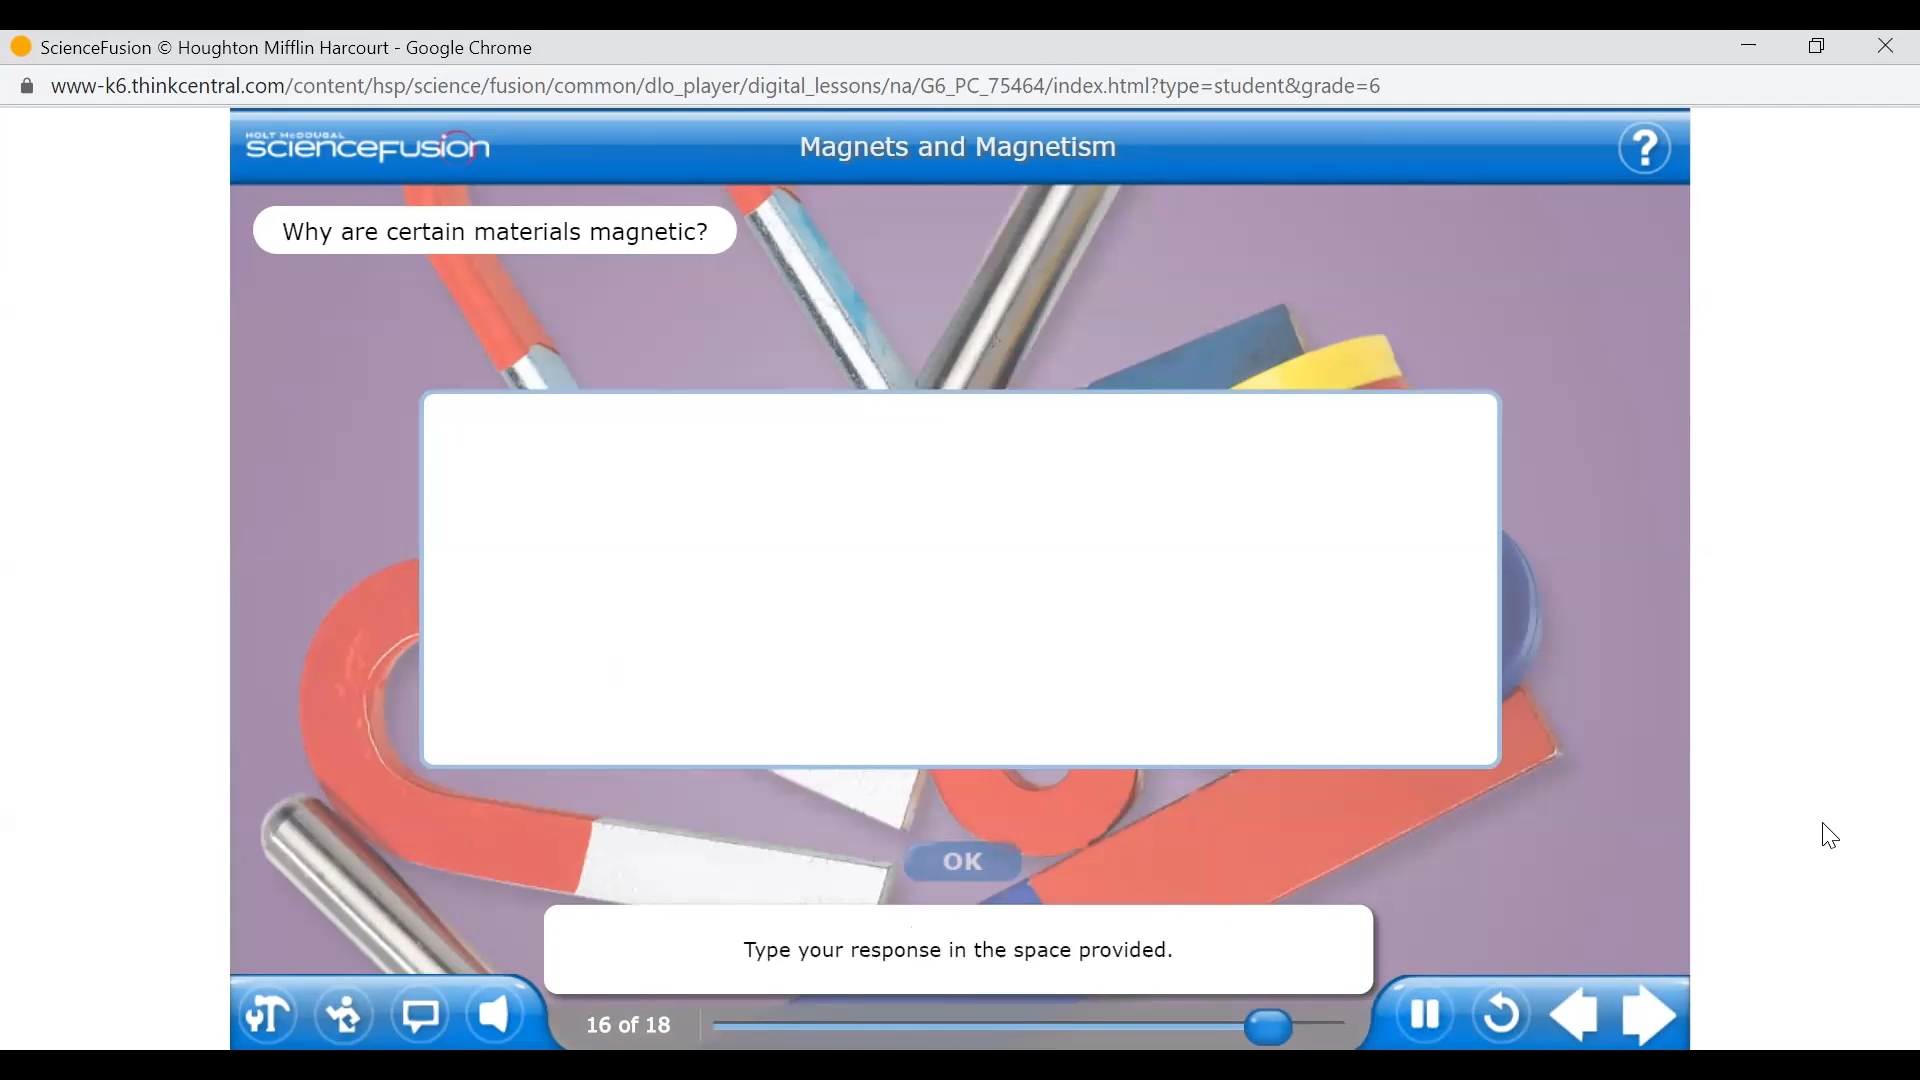 ScienceFusion © Houghton Mifflin Harcourt - Google Chrome
www-k6.thinkcentral.com/content/hsp/science/fusion/common/dlo_player/digital_lessons/na/G6_PC_75464/index.html?type=student&grade=6
HOLT McDOUGAL
scienceFusion
Magnets and Magnetism
?
Why are certain materials magnetic?
OK
Type your response in the space provided.
16 of 18